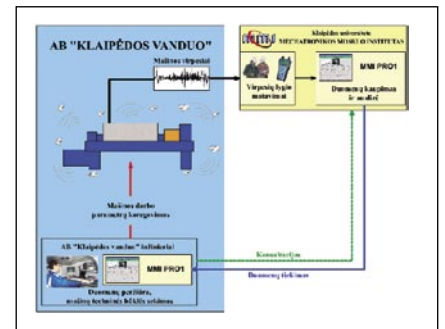 AB "KLAIPĖDOS VANDUO"
Mašinos virpesiai
Klaipėdos universiteto
MECHATRONIKOS MOKSLO INSTITUTAS
Virpesių lygio
matavimai
MMI PRO1
Duomenų kaupimas
ir analizė
Mašinos darbo
parametrų koregavimas
AB "Klaipėdos vanduo" inžinieriai
MMI PRO1
Duomenų peržiūra,
mašinų techninės būklės sekimas
Konsultacijos
Duomenų tiekimas